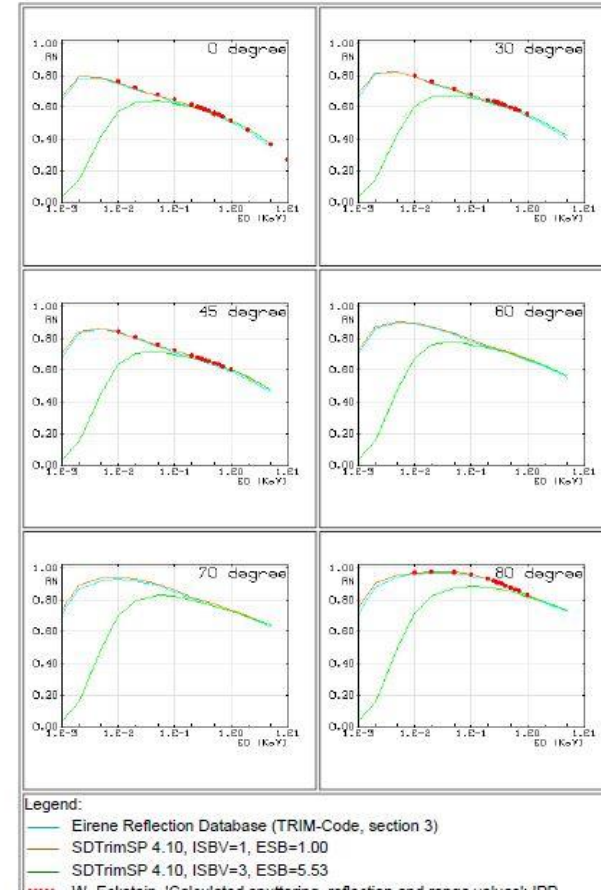 0 degree
1.00
RN
0.80
0.60
0.40
0.20
0.00
1.E-3 1.E-2 1.E-1 1.E0 1.E1
E0 (KeV)
30 degree
1.00
RN
0.80
0.60
0.40
0.20
0.00
1.E-3 1.E-2 1.E-1 1.E0 1.E1
E0 (KeV)
45 degree
1.00
RN
0.80
0.60
0.40
0.20
0.00
1.E-3 1.E-2 1.E-1 1.E0 1.E1
E0 (KeV)
60 degree
1.00
RN
0.80
0.60
0.40
0.20
0.00
1.E-3 1.E-2 1.E-1 1.E0 1.E1
E0 (KeV)
70 degree
1.00
RN
0.80
0.60
0.40
0.20
0.00
1.E-3 1.E-2 1.E-1 1.E0 1.E1
E0 (KeV)
80 degree
1.00
RN
0.80
0.60
0.40
0.20
0.00
1.E-3 1.E-2 1.E-1 1.E0 1.E1
E0 (KeV)
Legend:
Eirene Reflection Database (TRIM-Code, section 3)
SDTrimSP 4.10, ISBV=1, ESB=1.00
SDTrimSP 4.10, ISBV=3, ESB=5.53
W. Eckstein, 'Calculated sputtering, reflection and range values', IPP